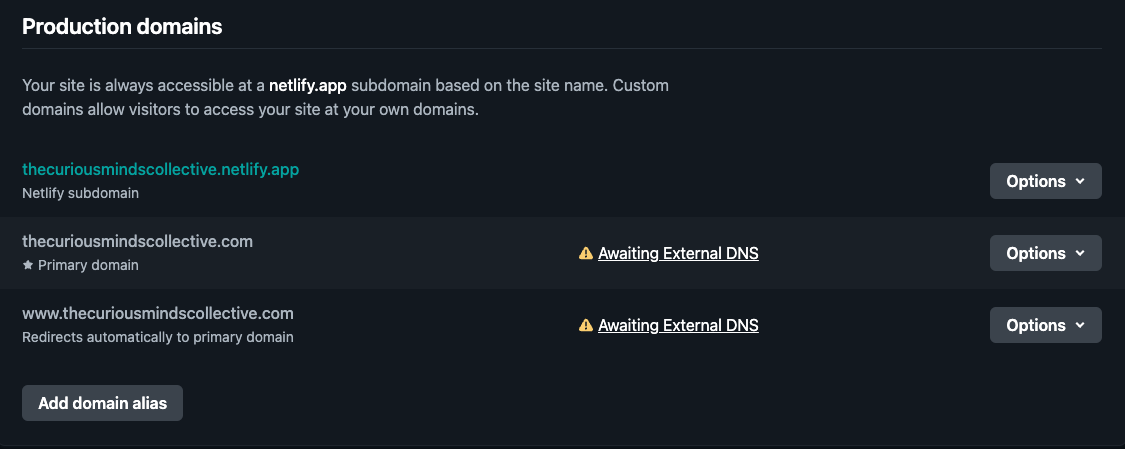 Production domains
Your site is always accessible at a netlify.app subdomain based on the site name. Custom
domains allow visitors to access your site at your own domains.
thecuriousmindscollective.netlify.app
Netlify subdomain
Options
thecuriousmindscollective.com
Primary domain
Awaiting External DNS
Options
www.thecuriousmindscollective.com
Redirects automatically to primary domain
Awaiting External DNS
Options
Add domain alias